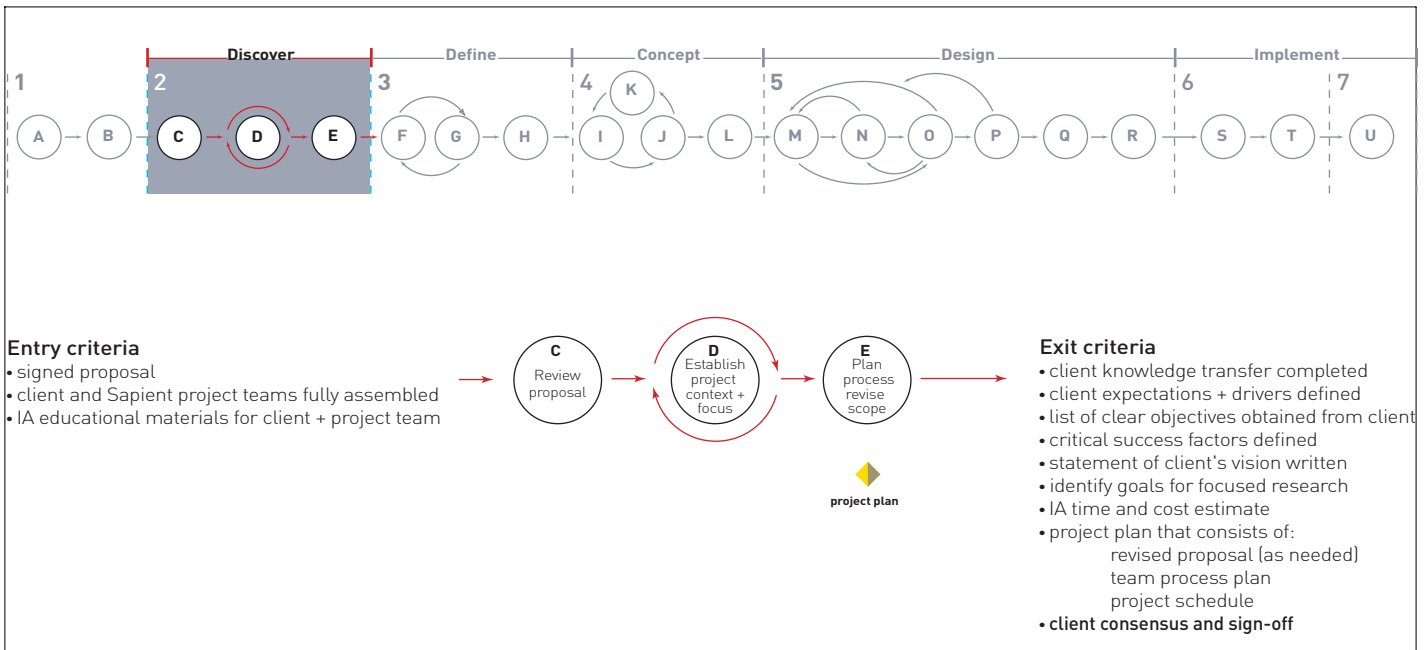 Discover
Define
Concept
Design
Implement
1
2
3
4
5
6
7
A
B
C
D
E
F
G
H
I
K
J
L
M
N
O
P
Q
R
S
T
U
Entry criteria
• signed proposal
• client and Sapient project teams fully assembled
• IA educational materials for client + project team
C
Review
proposal
D
Establish
project
context +
focus
E
Plan
process
revise
scope
project plan
Exit criteria
• client knowledge transfer completed
• client expectations + drivers defined
• list of clear objectives obtained from client
• critical success factors defined
• statement of client's vision written
• identify goals for focused research
• IA time and cost estimate
• project plan that consists of:
revised proposal (as needed)
team process plan
project schedule
• client consensus and sign-off